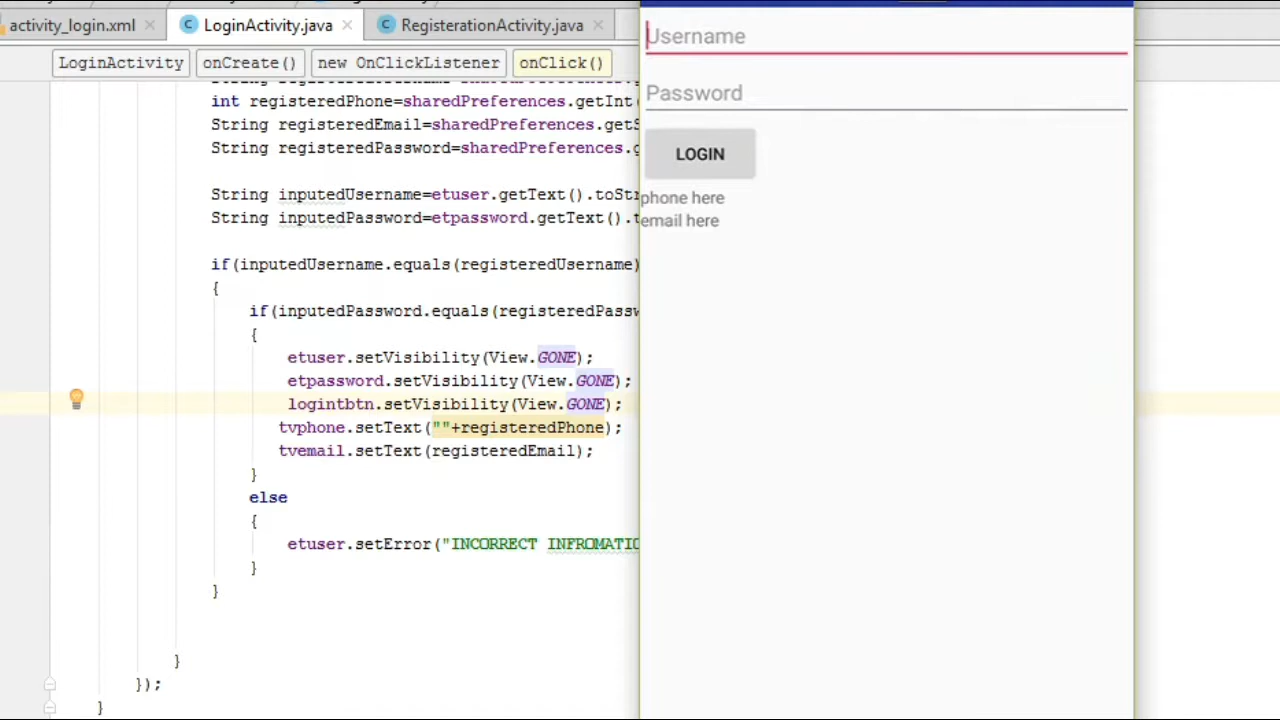 activity_login.xml LoginActivity.java RegisterationActivity.java
LoginActivity onCreate() new OnClickListener onClick()
int registeredPhone=sharedPreferences.getInt(
String registeredEmail=sharedPreferences.getS
String registeredPassword=sharedPreferences.g
String inputedUsername=etuser.getText().toStr
String inputedPassword=etpassword.getText().t
if(inputedUsername.equals(registeredUsername)
{
if(inputedPassword.equals(registeredPassw
{
etuser.setVisibility(View.GONE);
etpassword.setVisibility(View.GONE);
logintbtn.setVisibility(View.GONE);
tvphone.setText(""+registeredPhone);
tvemail.setText(registeredEmail);
}
else
{
etuser.setError("INCORRECT INFROMATIO
}
}
}
});
}
Username
Password
LOGIN
phone here
email here